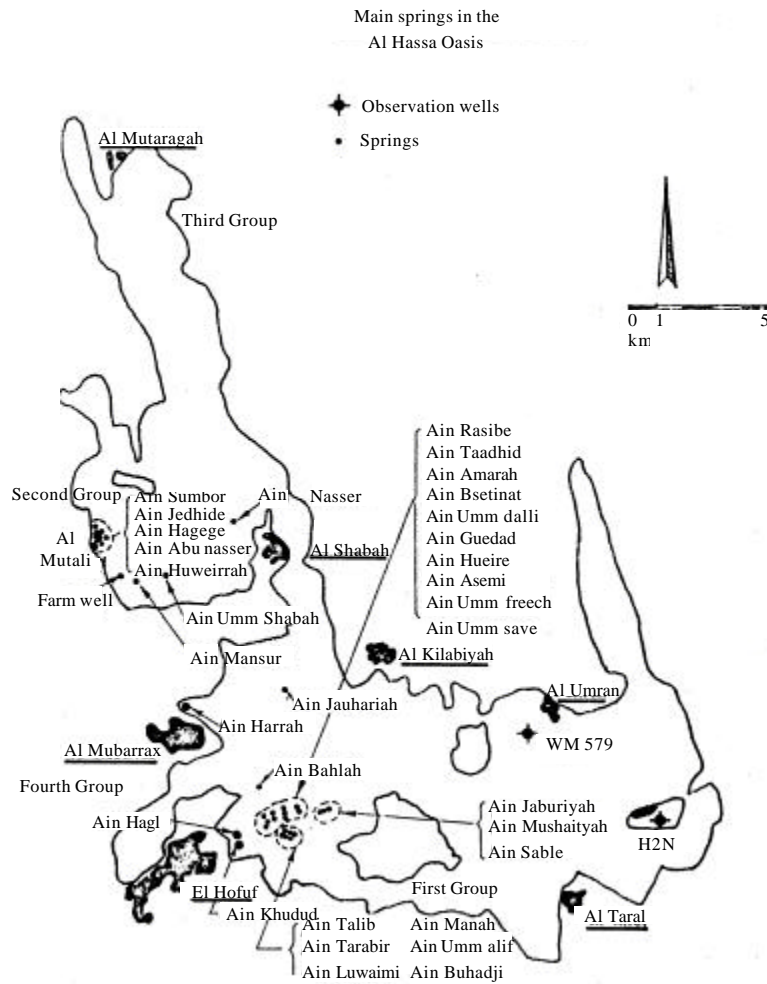 Main springs in the
Al Hassa Oasis
Observation wells
Springs
Al Mutaragah
Third Group
0 1 5
km
Ain Rasibe
Ain Taadhid
Ain Amarah
Ain Bsetinat
Ain Umm dalli
Ain Guedad
Ain Hueire
Ain Asemi
Ain Umm freech
Ain Umm save
Second Group
Ain Sumbor
Ain Jedhide
Ain Hagege
Ain Abu nasser
Ain Huweirrah
Ain Nasser
Al
Mutali
Al Shabah
Farm well
Ain Umm Shabah
Ain Mansur
Al Kilabiyah
Al Umran
Ain Jauhariah
Ain Harrah
WM 579
Al Mubarrax
Fourth Group
Ain Bahlah
Ain Jaburiyah
Ain Mushaityah
Ain Sable
Ain Hagl
H2N
El Hofuf
First Group
Ain Khudud
Al Taral
Ain Talib Ain Manah
Ain Tarabir Ain Umm alif
Ain Luwaimi Ain Buhadji